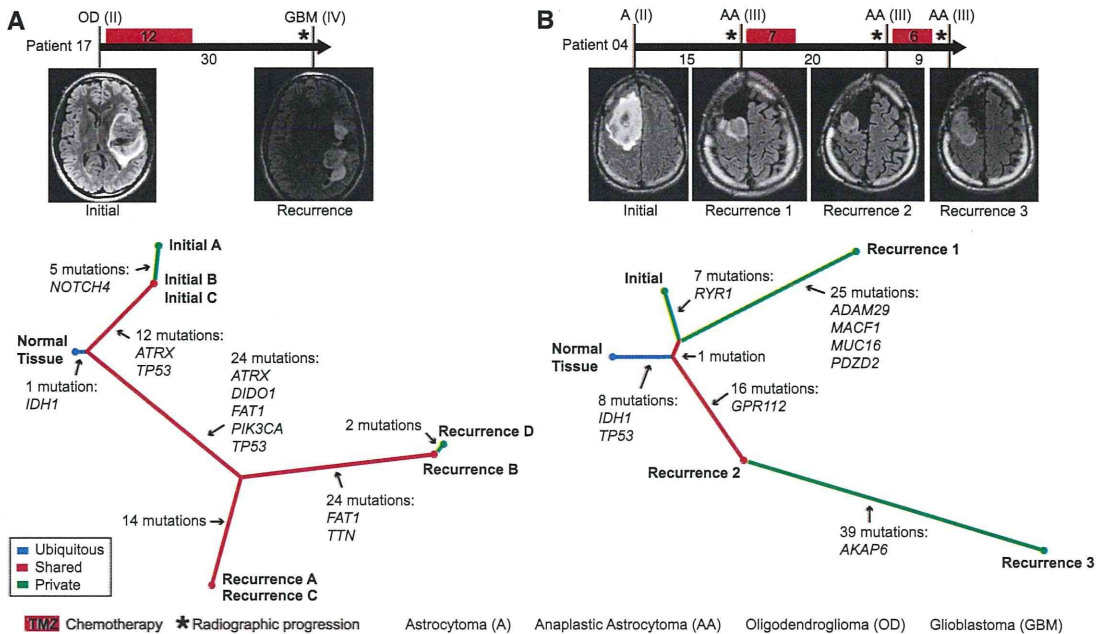 A
OD (II)
GBM (IV)
12
*
Patient 17
30
Initial
Recurrence
Initial A
5 mutations:
NOTCH4
Initial B
Initial C
Normal
Tissue
12 mutations:
ATRX
TP53
1 mutation:
IDH1
24 mutations:
ATRX
DIDO1
FAT1
PIK3CA
TP53
2 mutations
Recurrence D
Recurrence B
24 mutations:
FAT1
TTN
14 mutations
Recurrence A
Recurrence C
Ubiquitous
Shared
Private
B
A (II)
AA (III)
AA (III)
AA (III)
*
7
*
6
*
Patient 04
15
20
9
Initial
Recurrence 1
Recurrence 2
Recurrence 3
Recurrence 1
Initial
7 mutations:
RYR1
25 mutations:
ADAM29
MACF1
MUC16
PDZD2
Normal
Tissue
1 mutation
8 mutations:
IDH1
TP53
16 mutations:
GPR112
Recurrence 2
39 mutations:
AKAP6
Recurrence 3
TMZ Chemotherapy * Radiographic progression Astrocytoma (A) Anaplastic Astrocytoma (AA) Oligodendroglioma (OD) Glioblastoma (GBM)